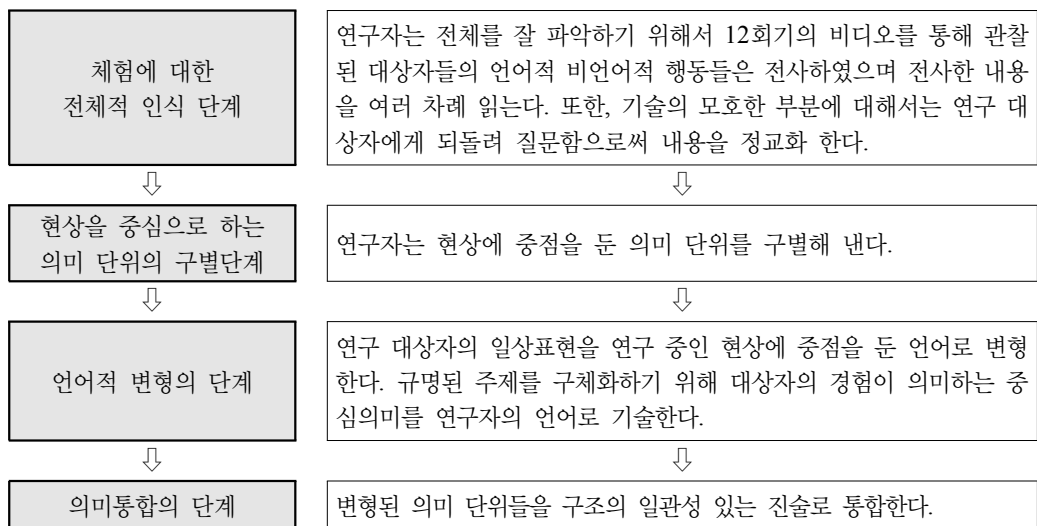 체험에 대한
전체적 인식 단계
연구자는 전체를 잘 파악하기 위해서 12회기의 비디오를 통해 관찰
된 대상자들의 언어적 비언어적 행동들은 전사하였으며 전사한 내용
을 여러 차례 읽는다. 또한, 기술의 모호한 부분에 대해서는 연구 대
상자에게 되돌려 질문함으로써 내용을 정교화 한다.
현상을 중심으로 하는
의미 단위의 구별단계
연구자는 현상에 중점을 둔 의미 단위를 구별해 낸다.
언어적 변형의 단계
연구 대상자의 일상표현을 연구 중인 현상에 중점을 둔 언어로 변형
한다. 규명된 주제를 구체화하기 위해 대상자의 경험이 의미하는 중
심의미를 연구자의 언어로 기술한다.
의미통합의 단계
변형된 의미 단위들을 구조의 일관성 있는 진술로 통합한다.